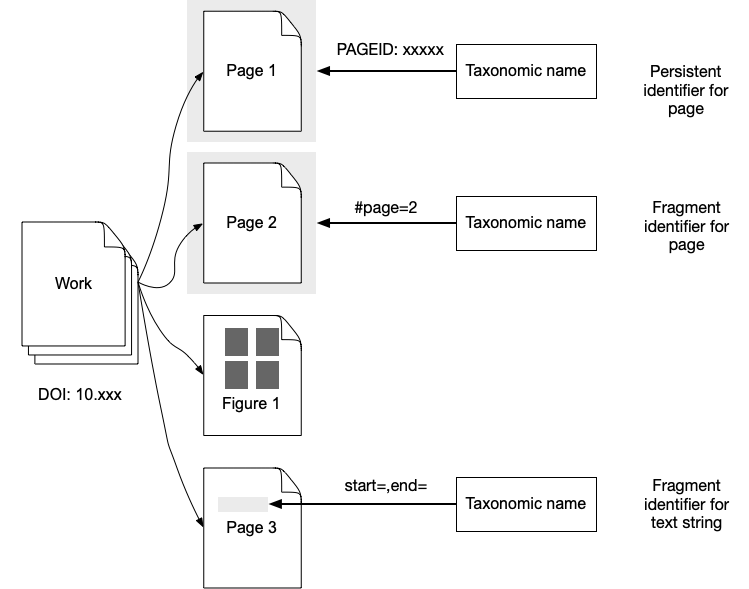 PAGEID: xxxxx
Page 1
Taxonomic name
Persistent
identifier for
page
#page=2
Page 2
Taxonomic name
Fragment
identifier for
page
Work
DOI: 10.xxx
Figure 1
start=,end=
Taxonomic name
Fragment
identifier for
text string
Page 3